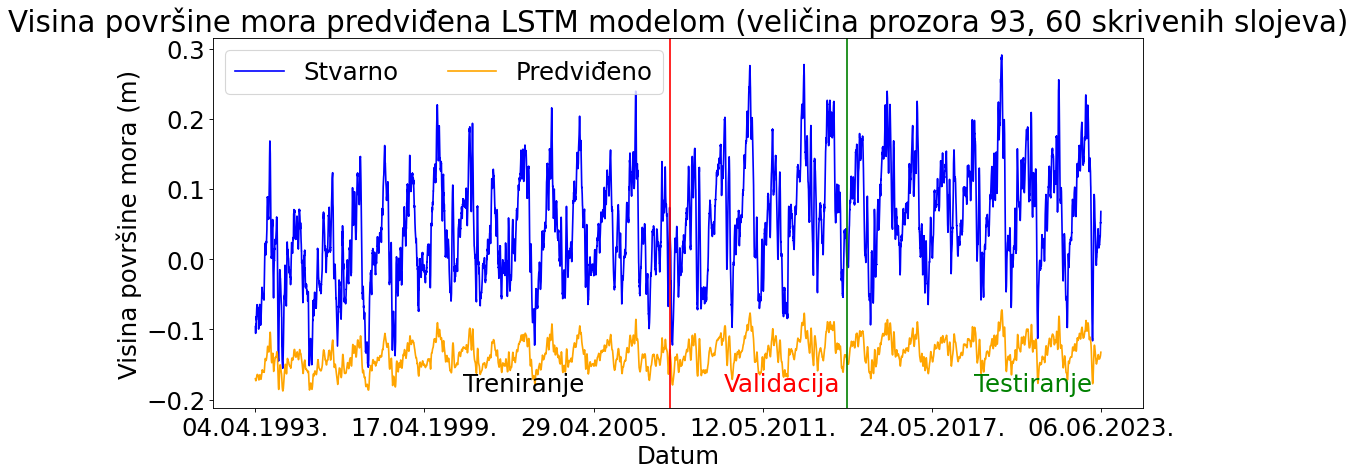 Visina površine mora predviđena LSTM modelom (veličina prozora 93, 60 skrivenih slojeva)
Visina površine mora (m)
0.3
0.2
0.1
0.0
−0.1
−0.2
Stvarno Predviđeno
Treniranje Validacija Testiranje
04.04.1993. 17.04.1999. 29.04.2005. 12.05.2011. 24.05.2017. 06.06.2023.
Datum